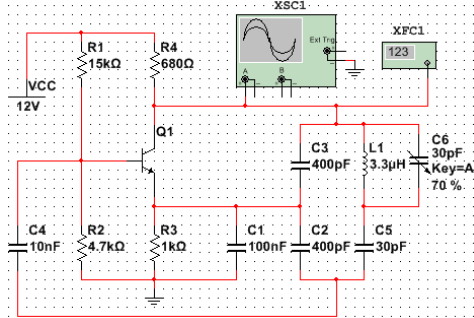 XSC1
XFC1
Ext Trig
123
A
B
R1
15kΩ
R4
680Ω
VCC
12V
Q1
C3
400pF
L1
3.3µH
C6
30pF
Key=A
70 %
C4
10nF
R2
4.7kΩ
R3
1kΩ
C1
100nF
C2
400pF
C5
30pF